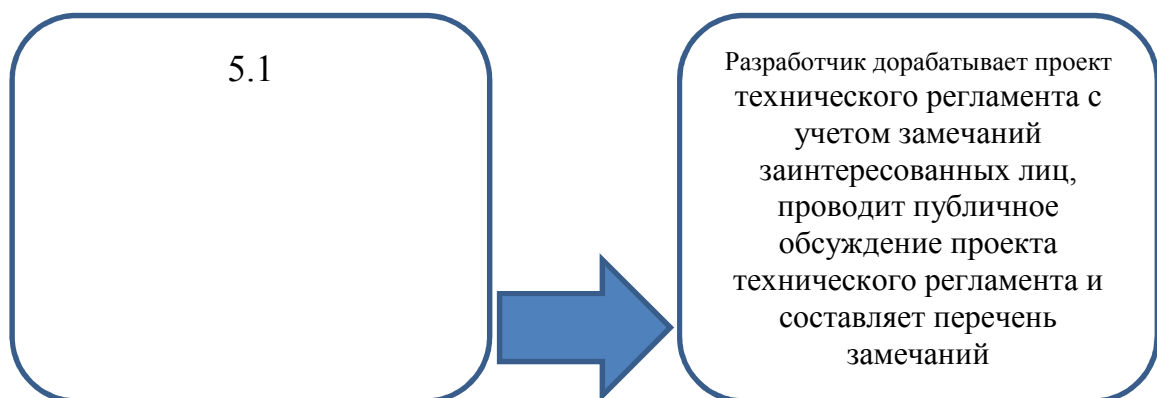 5.1
Разработчик дорабатывает проект
технического регламента с
учетом замечаний
заинтересованных лиц,
проводит публичное
обсуждение проекта
технического регламента и
составляет перечень
замечаний